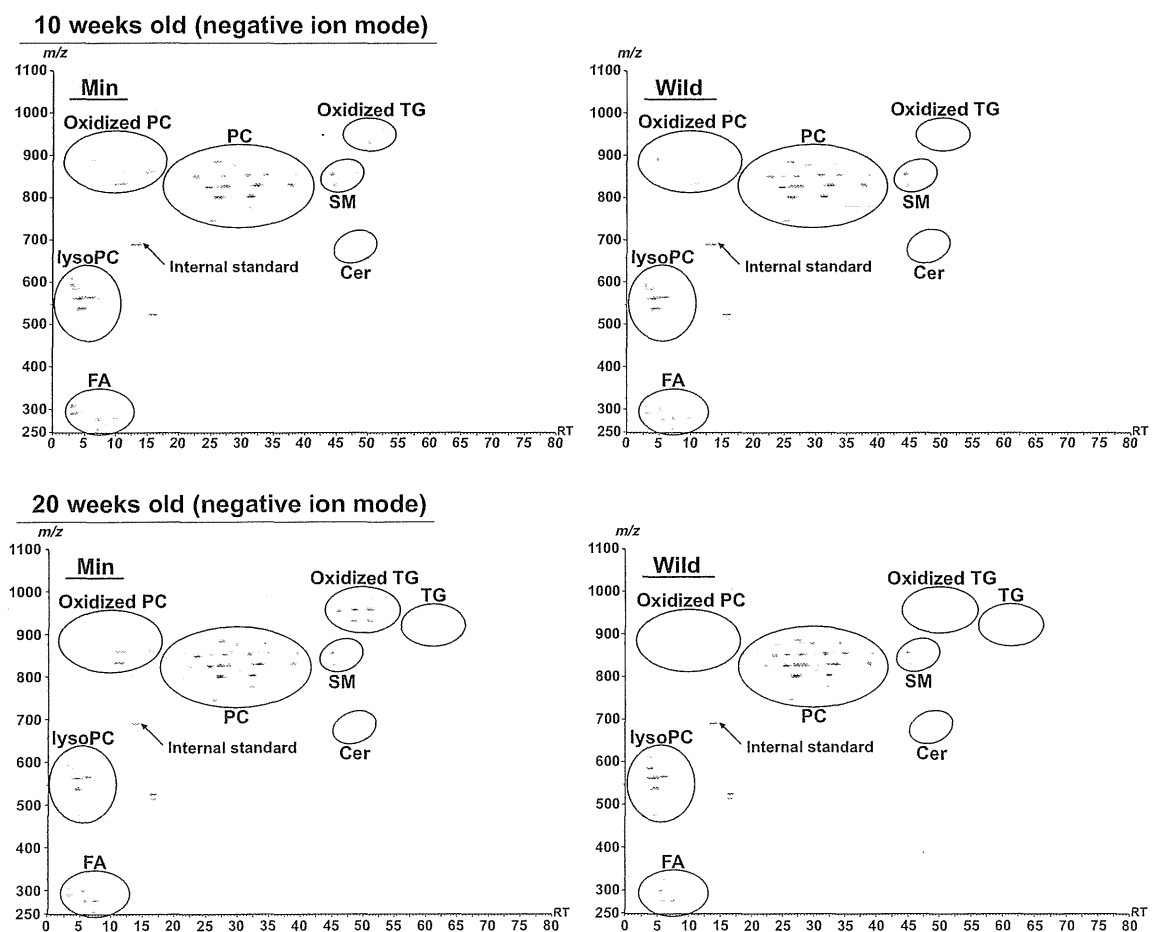 10 weeks old (negative ion mode)
m/z
1100
1000
900
800
700
600
500
400
300
250
Min
Oxidized PC
PC
Oxidized TG
SM
Cer
Internal standard
lysoPC
FA
0 5 10 15 20 25 30 35 40 45 50 55 60 65 70 75 80 RT
m/z
1100
1000
900
800
700
600
500
400
300
250
Wild
Oxidized PC
PC
Oxidized TG
SM
Cer
Internal standard
lysoPC
FA
0 5 10 15 20 25 30 35 40 45 50 55 60 65 70 75 80 RT
20 weeks old (negative ion mode)
m/z
1100
1000
900
800
700
600
500
400
300
250
Min
Oxidized PC
Oxidized TG
TG
SM
PC
Cer
Internal standard
lysoPC
FA
0 5 10 15 20 25 30 35 40 45 50 55 60 65 70 75 80 RT
m/z
1100
1000
900
800
700
600
500
400
300
250
Wild
Oxidized PC
Oxidized TG
TG
SM
PC
Cer
Internal standard
lysoPC
FA
0 5 10 15 20 25 30 35 40 45 50 55 60 65 70 75 80 RT